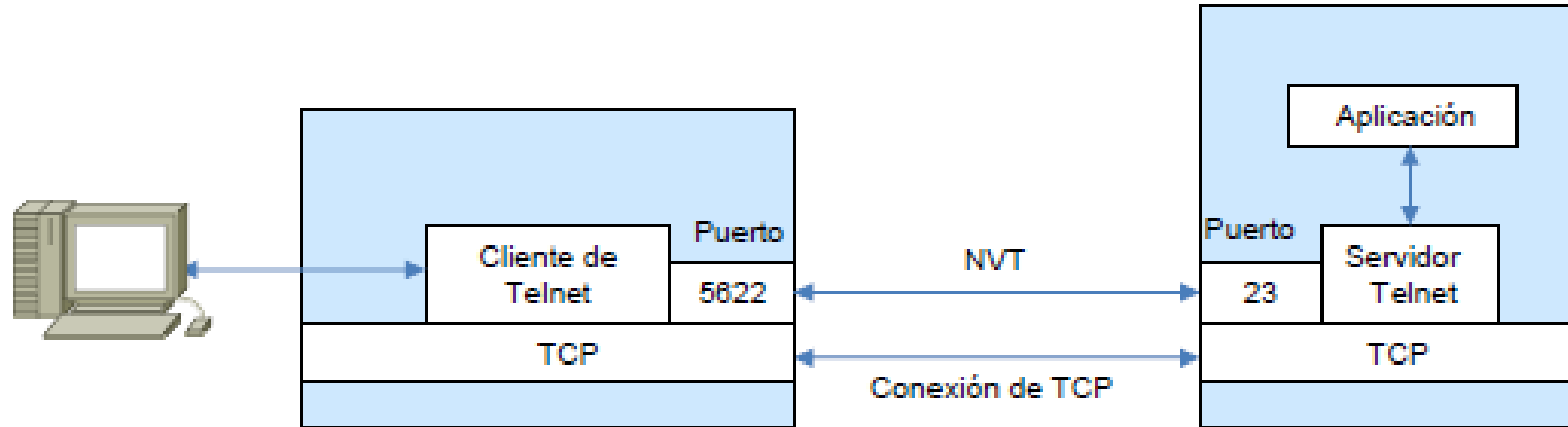 Aplicación
Puerto
Cliente de
Telnet
5622
NVT
Puerto
23
Servidor
Telnet
TCP
Conexión de TCP
TCP